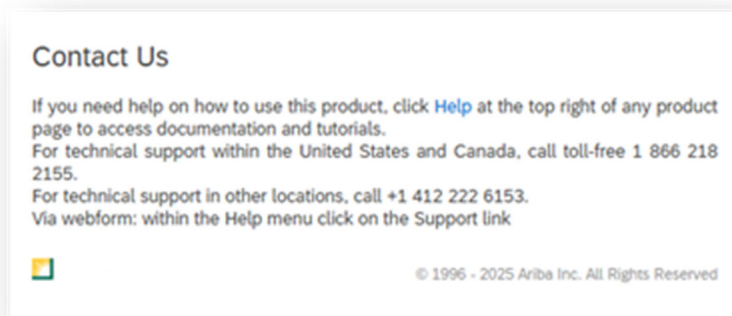 Contact Us
If you need help on how to use this product, click Help at the top right of any product
page to access documentation and tutorials.
For technical support within the United States and Canada, call toll-free 1 866 218
2155.
For technical support in other locations, call +1 412 222 6153.
Via webform: within the Help menu click on the Support link
© 1996 - 2025 Ariba Inc. All Rights Reserved